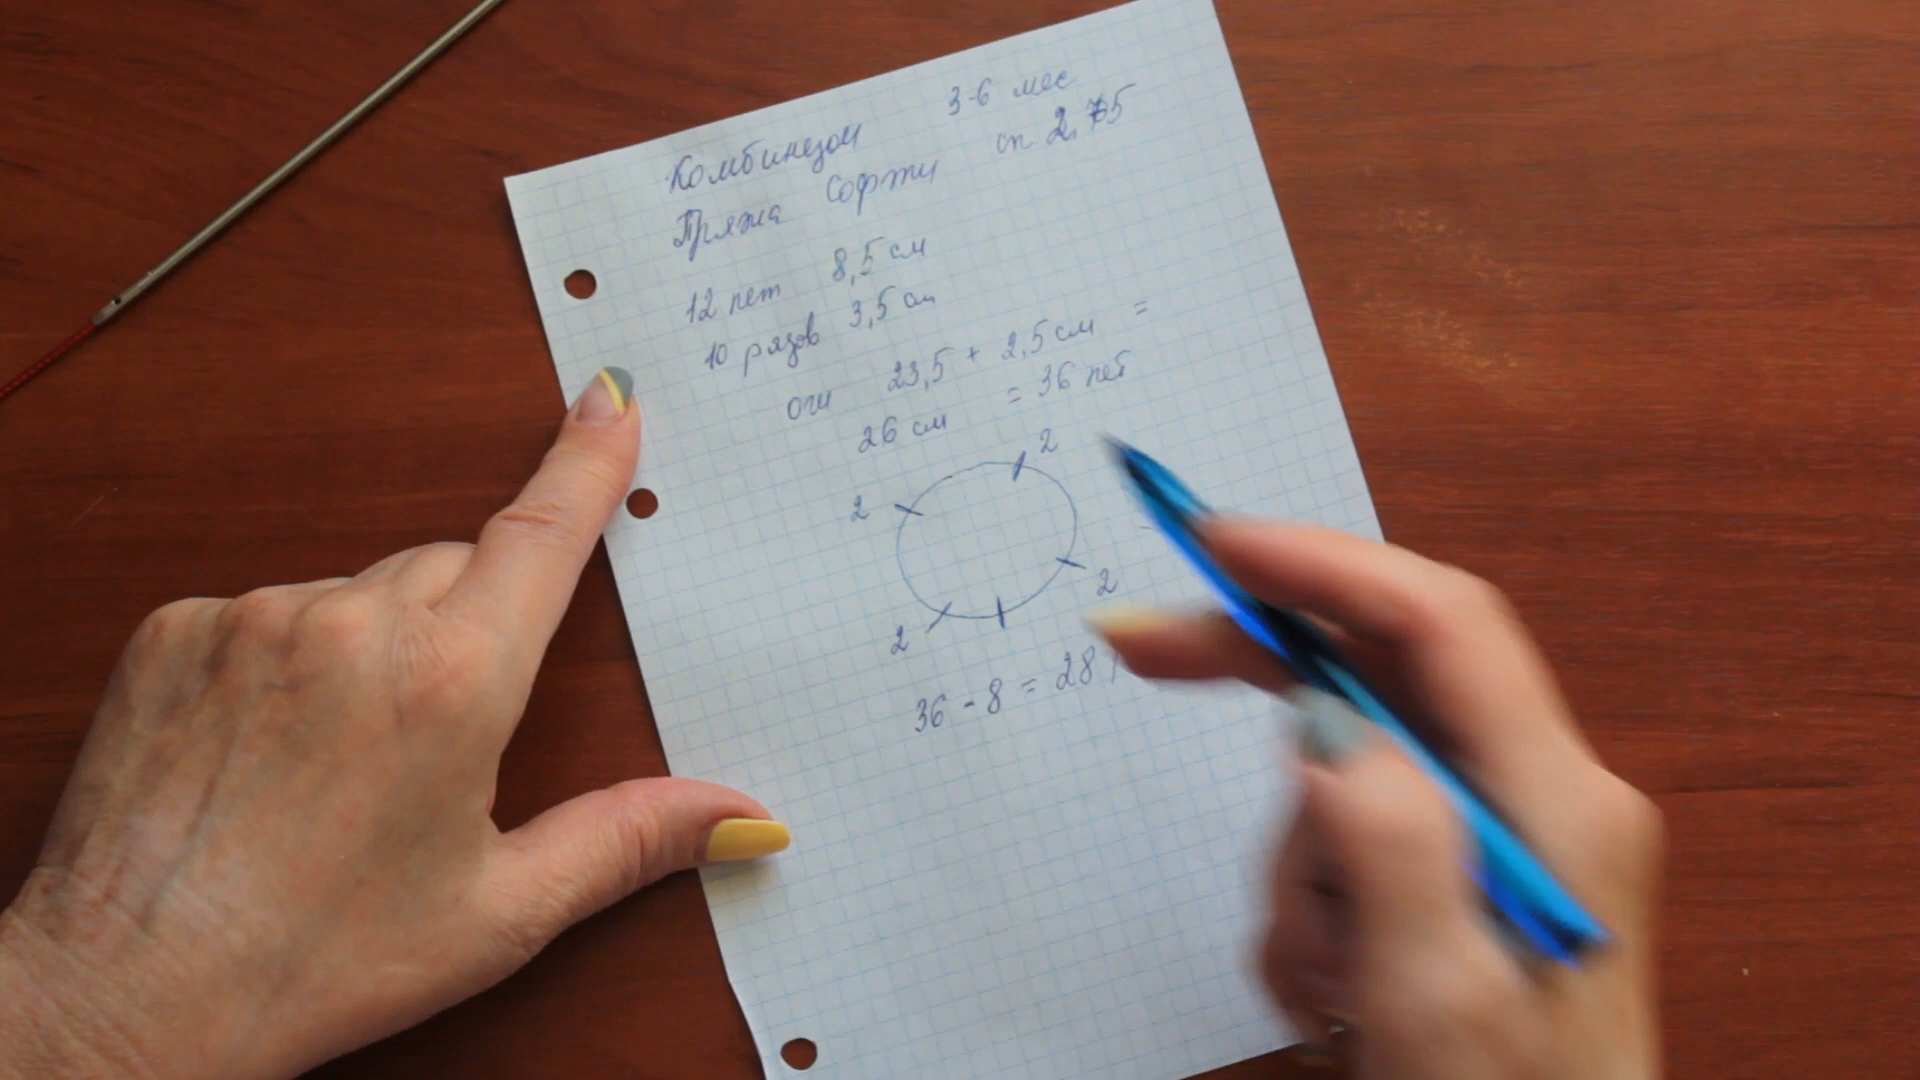 Комбинезон 3-6 мес
Пряжа Софти сп 2,75
12 пет 8,5 см
10 рядов 3,5 см
ОГШ 23,5 + 2,5 см =
26 см = 36 пет
2
2
2
2
36 - 8 = 28